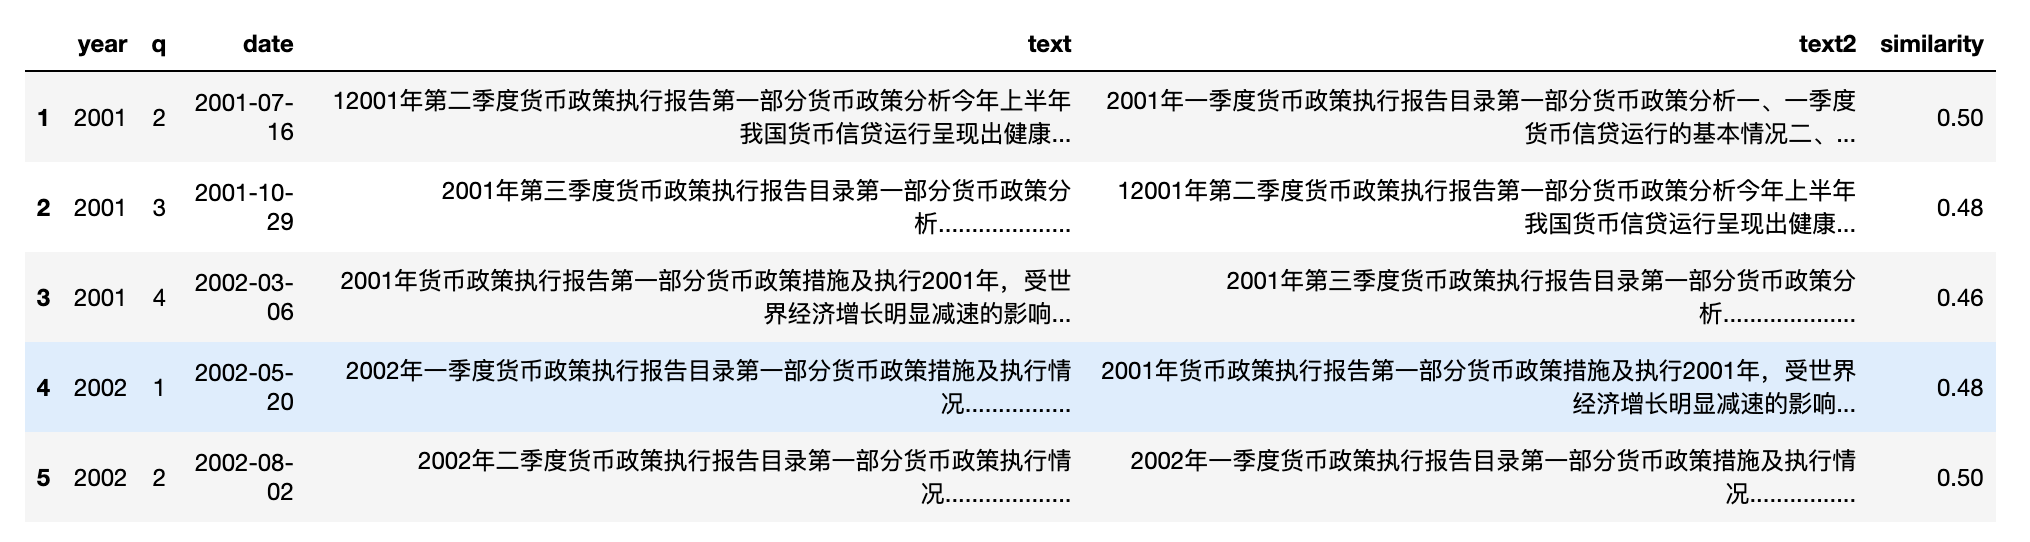 year q date text text2 similarity
1 2001 2 2001-07-16 12001年第二季度货币政策执行报告第一部分货币政策分析今年上半年我国货币信贷运行呈现出健康... 2001年一季度货币政策执行报告目录第一部分货币政策分析一、一季度货币信贷运行的基本情况二、... 0.50
2 2001 3 2001-10-29 2001年第三季度货币政策执行报告目录第一部分货币政策分析.................... 12001年第二季度货币政策执行报告第一部分货币政策分析今年上半年我国货币信贷运行呈现出健康... 0.48
3 2001 4 2002-03-06 2001年货币政策执行报告第一部分货币政策措施及执行2001年，受世界经济增长明显减速的影响... 2001年第三季度货币政策执行报告目录第一部分货币政策分析.................... 0.46
4 2002 1 2002-05-20 2002年一季度货币政策执行报告目录第一部分货币政策措施及执行情况................ 2001年货币政策执行报告第一部分货币政策措施及执行2001年，受世界经济增长明显减速的影响... 0.48
5 2002 2 2002-08-02 2002年二季度货币政策执行报告目录第一部分货币政策执行情况................... 2002年一季度货币政策执行报告目录第一部分货币政策措施及执行情况................ 0.50